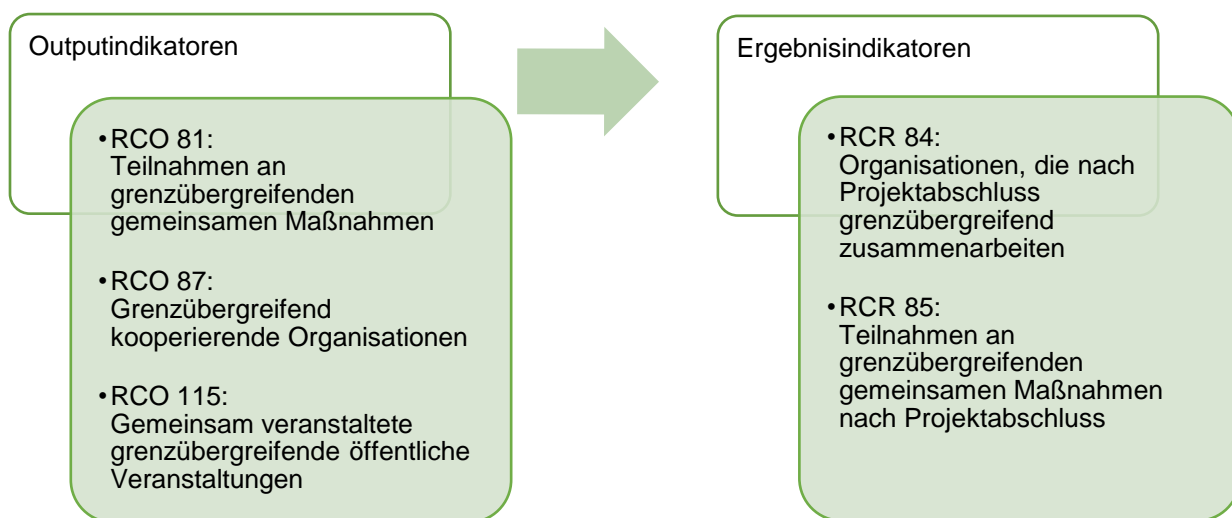 Outputindikatoren
•RCO 81:
Teilnahmen an
grenzübergreifenden
gemeinsamen Maßnahmen
•RCO 87:
Grenzübergreifend
kooperierende Organisationen
•RCO 115:
Gemeinsam veranstaltete
grenzübergreifende öffentliche
Veranstaltungen
Ergebnisindikatoren
•RCR 84:
Organisationen, die nach
Projektabschluss
grenzübergreifend
zusammenarbeiten
•RCR 85:
Teilnahmen an
grenzübergreifenden
gemeinsamen Maßnahmen
nach Projektabschluss